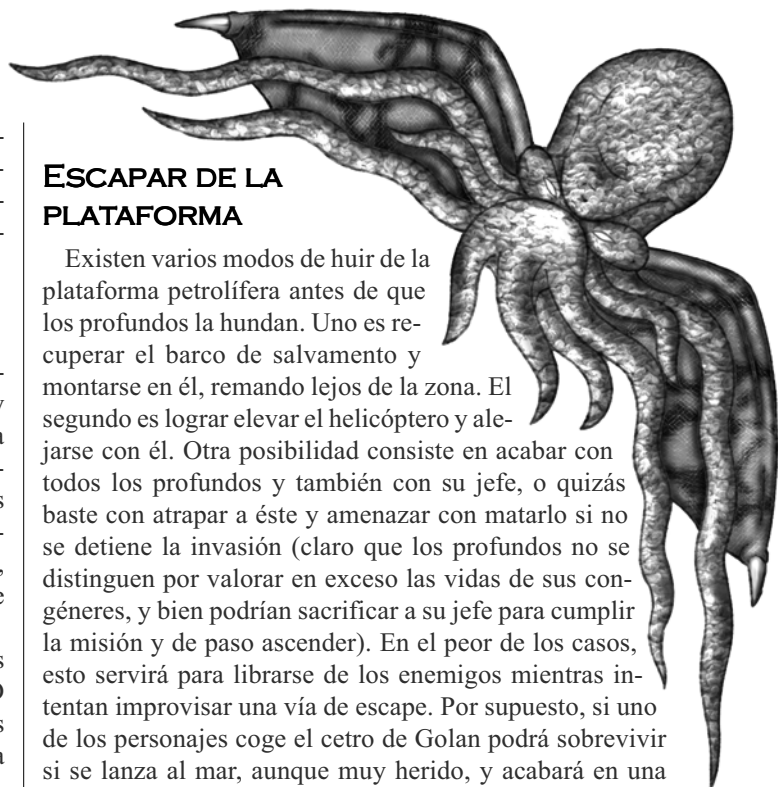 ESCAPAR DE LA
PLATAFORMA
Existen varios modos de huir de la
plataforma petrolífera antes de que
los profundos la hundan. Uno es re-
cuperar el barco de salvamento y
montarse en él, remando lejos de la zona. El
segundo es lograr elevar el helicóptero y ale-
jarse con él. Otra posibilidad consiste en acabar con
todos los profundos y también con su jefe, o quizás
baste con atrapar a éste y amenazar con matarlo si no
se detiene la invasión (claro que los profundos no se
distinguen por valorar en exceso las vidas de sus con-
géneres, y bien podrían sacrificar a su jefe para cumplir
la misión y de paso ascender). En el peor de los casos,
esto servirá para librarse de los enemigos mientras in-
tentan improvisar una vía de escape. Por supuesto, si uno
de los personajes coge el cetro de Golan podrá sobrevivir
si se lanza al mar, aunque muy herido, y acabará en una